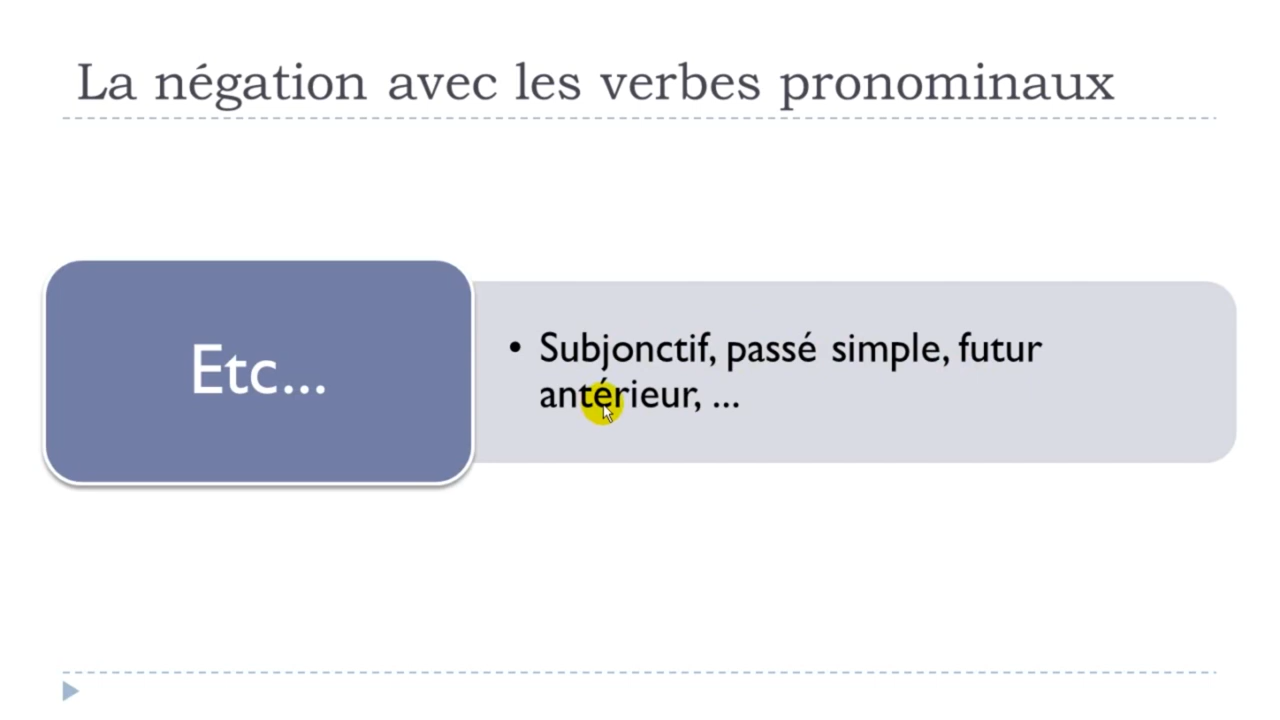 La négation avec les verbes pronominaux
Etc...
• Subjonctif, passé simple, futur
antérieur, ...